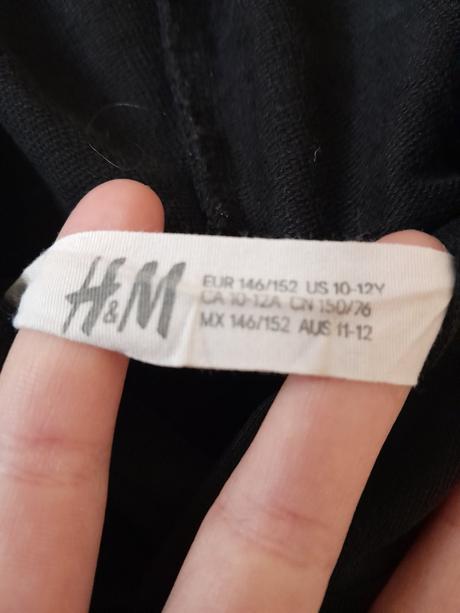 H&M
EUR 146/152 US 10-12Y
CA 10-12A CN 150/76
MX 146/152 AUS 11-12